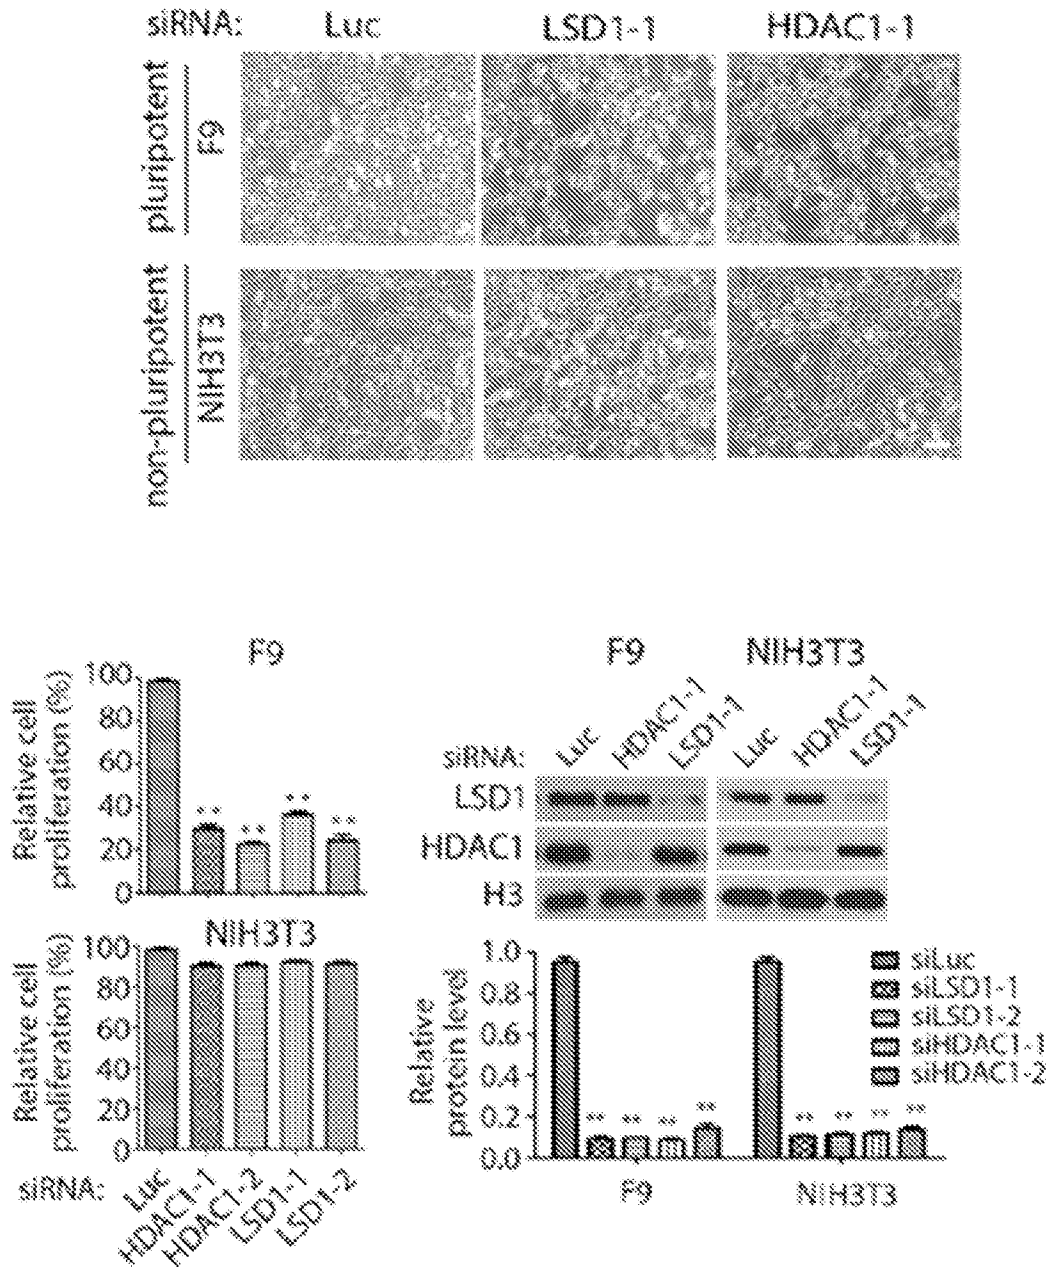 siRNA: Luc LSD1-1 HDAC1-1
pluripotent
F9
non-pluripotent
NIH3T3
F9
Relative cell
proliferation (%)
100
80
60
40
20
0
** ** ** **
NIH3T3
Relative cell
proliferation (%)
100
80
60
40
20
0
siRNA: Luc HDAC1-1 HDAC1-2 LSD1-1 LSD1-2
F9 NIH3T3
siRNA: Luc HDAC1-1 LSD1-1 Luc HDAC1-1 LSD1-1
LSD1
HDAC1
H3
Relative
protein level
1.0
0.8
0.6
0.4
0.2
0.0
** ** ** ** ** ** ** **
F9 NIH3T3
siLuc
siLSD1-1
siLSD1-2
siHDAC1-1
siHDAC1-2